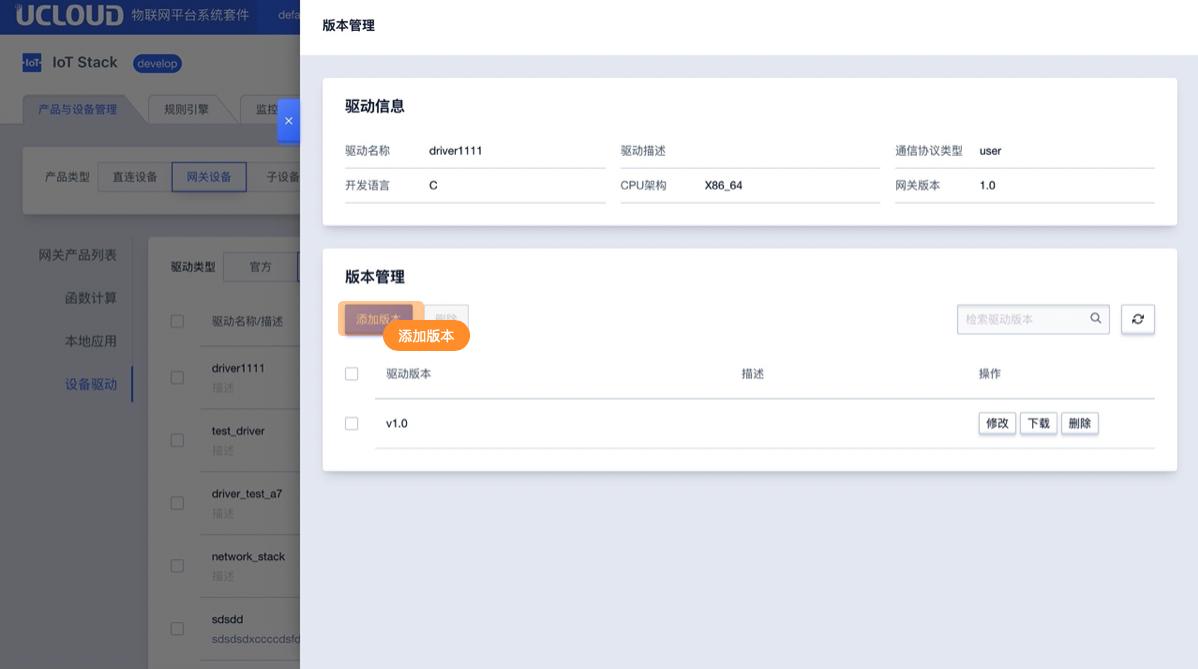 UCLOUD 物联网平台系统套件 defa
·IoT· IoT Stack develop
产品与设备管理 规则引擎 监控
产品类型 直连设备 网关设备 子设备
网关产品列表
函数计算
本地应用
设备驱动
驱动类型 官方
驱动名称/描述
driver1111
描述
test_driver
描述
driver_test_a7
描述
network_stack
描述
sdsdd
sdsdsdxccccdsfd
版本管理
驱动信息
驱动名称 driver1111 驱动描述 通信协议类型 user
开发语言 C CPU架构 X86_64 网关版本 1.0
版本管理
添加版本 删除 检索驱动版本
添加版本
驱动版本 描述 操作
v1.0 修改 下载 删除